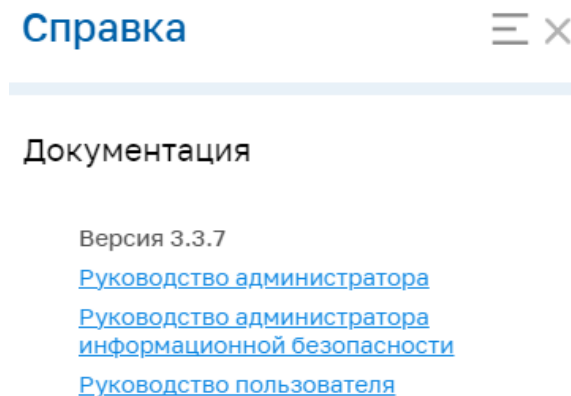 Справка
Документация
Версия 3.3.7
Руководство администратора
Руководство администратора
информационной безопасности
Руководство пользователя